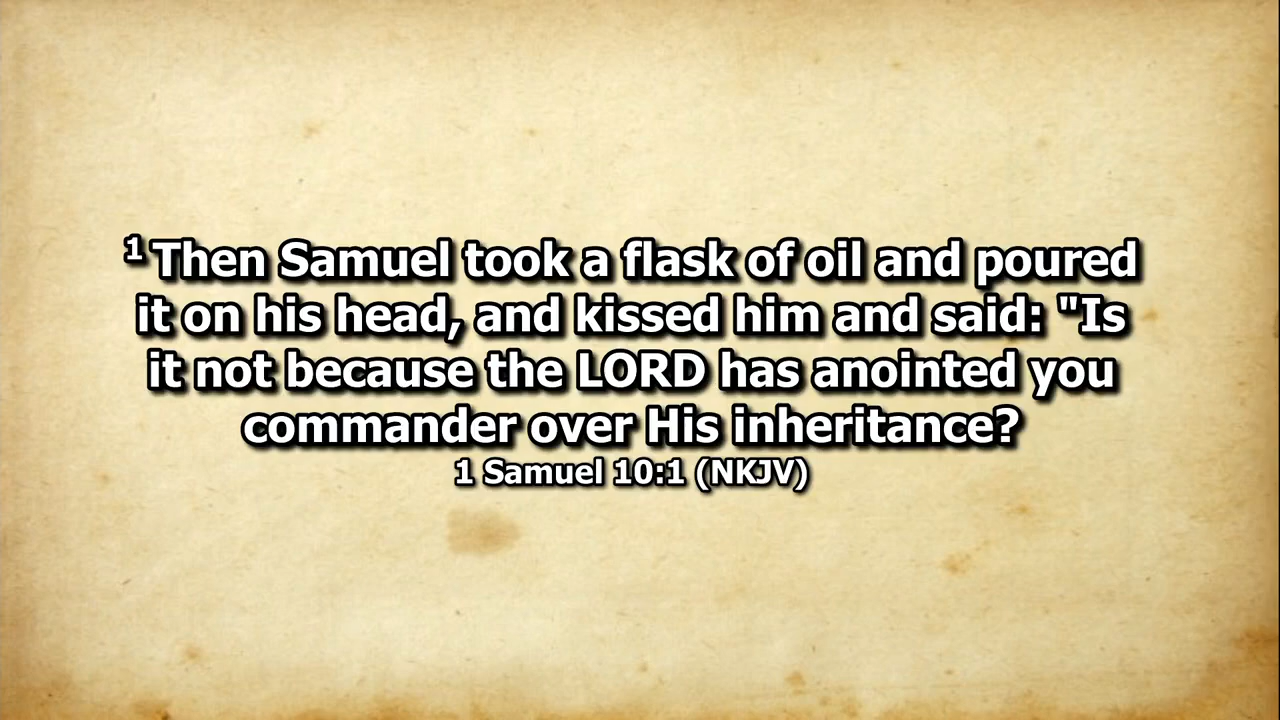 ¹ Then Samuel took a flask of oil and poured
it on his head, and kissed him and said: "Is
it not because the LORD has anointed you
commander over His inheritance?
1 Samuel 10:1 (NKJV)